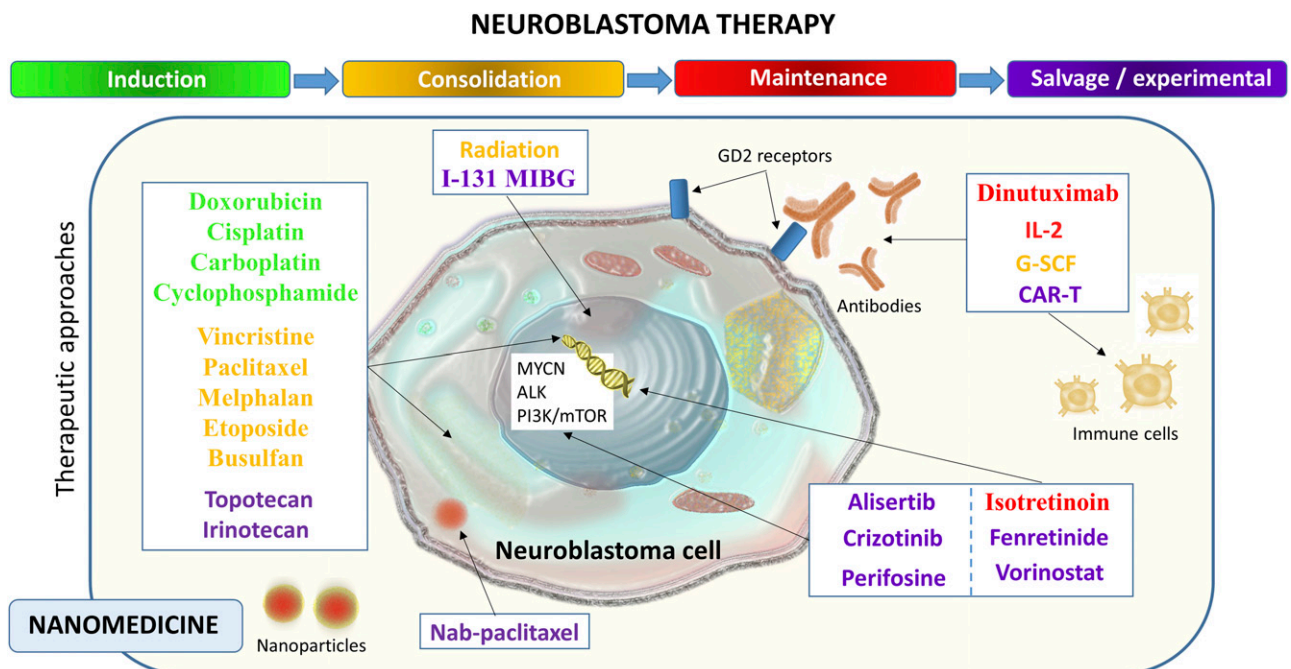 NEUROBLASTOMA THERAPY
Induction
Consolidation
Maintenance
Salvage / experimental
Therapeutic approaches
Doxorubicin
Cisplatin
Carboplatin
Cyclophosphamide
Vincristine
Paclitaxel
Melphalan
Etoposide
Busulfan
Topotecan
Irinotecan
Radiation
I-131 MIBG
GD2 receptors
Antibodies
Dinutuximab
IL-2
G-SCF
CAR-T
Immune cells
MYCN
ALK
PI3K/mTOR
Neuroblastoma cell
Alisertib
Crizotinib
Perifosine
Isotretinoin
Fenretinide
Vorinostat
Nab-paclitaxel
NANOMEDICINE
Nanoparticles